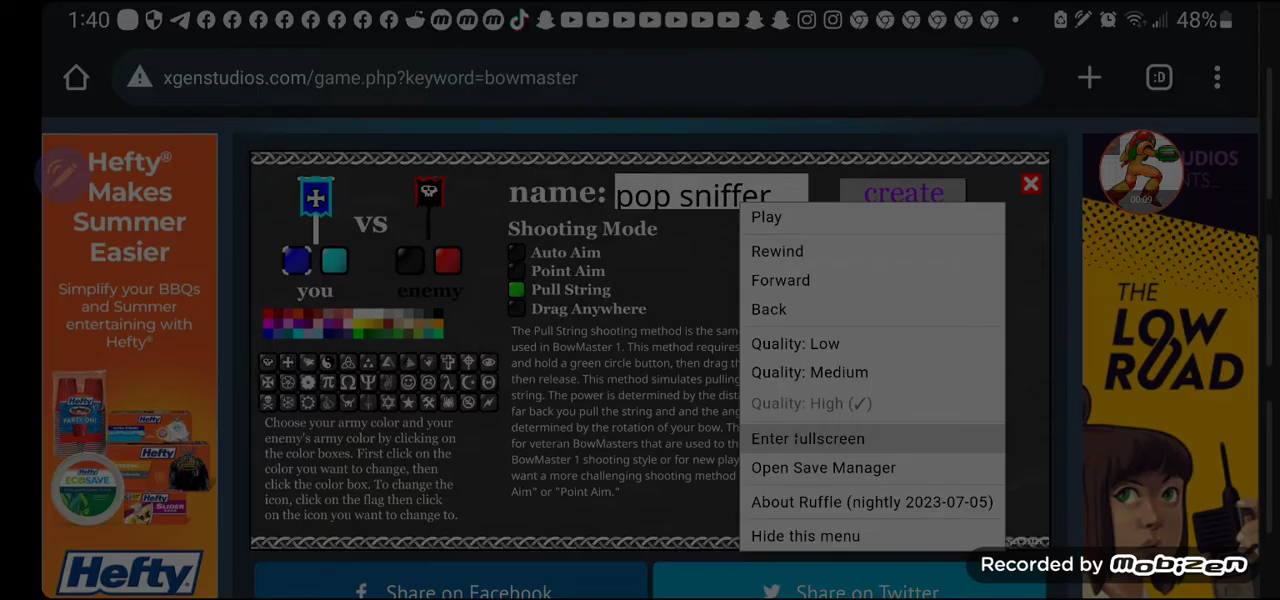 1:40
48%
xgenstudios.com/game.php?keyword=bowmaster
:D
Hefty®
Makes
Summer
Easier
Simplify your BBQs
and Summer
entertaining with
Hefty®
Hefty
VS
you
enemy
name: pop sniffer
create
Shooting Mode
Auto Aim
Point Aim
Pull String
Drag Anywhere
The Pull String shooting method is the sam
used in BowMaster 1. This method requires
and hold a green circle button, then drag t
then release. This method simulates pulling
string. The power is determined by the dist
far back you pull the string and and the ang
determined by the rotation of your bow. Th
for veteran BowMasters that are used to th
BowMaster 1 shooting style or for new play
want a more challenging shooting method
Aim" or "Point Aim."
Choose your army color and your
enemy's army color by clicking on
the color boxes. First click on the
color you want to change, then
click the color box. To change the
icon, click on the flag then click
on the icon you want to change to.
Play
Rewind
Forward
Back
Quality: Low
Quality: Medium
Quality: High (✓)
Enter fullscreen
Open Save Manager
About Ruffle (nightly 2023-07-05)
Hide this menu
00:09
UDIOS
NTS_
THE
LOW
ROAD
Share on Facebook
Share on Twitter
Recorded by MOBIZEN